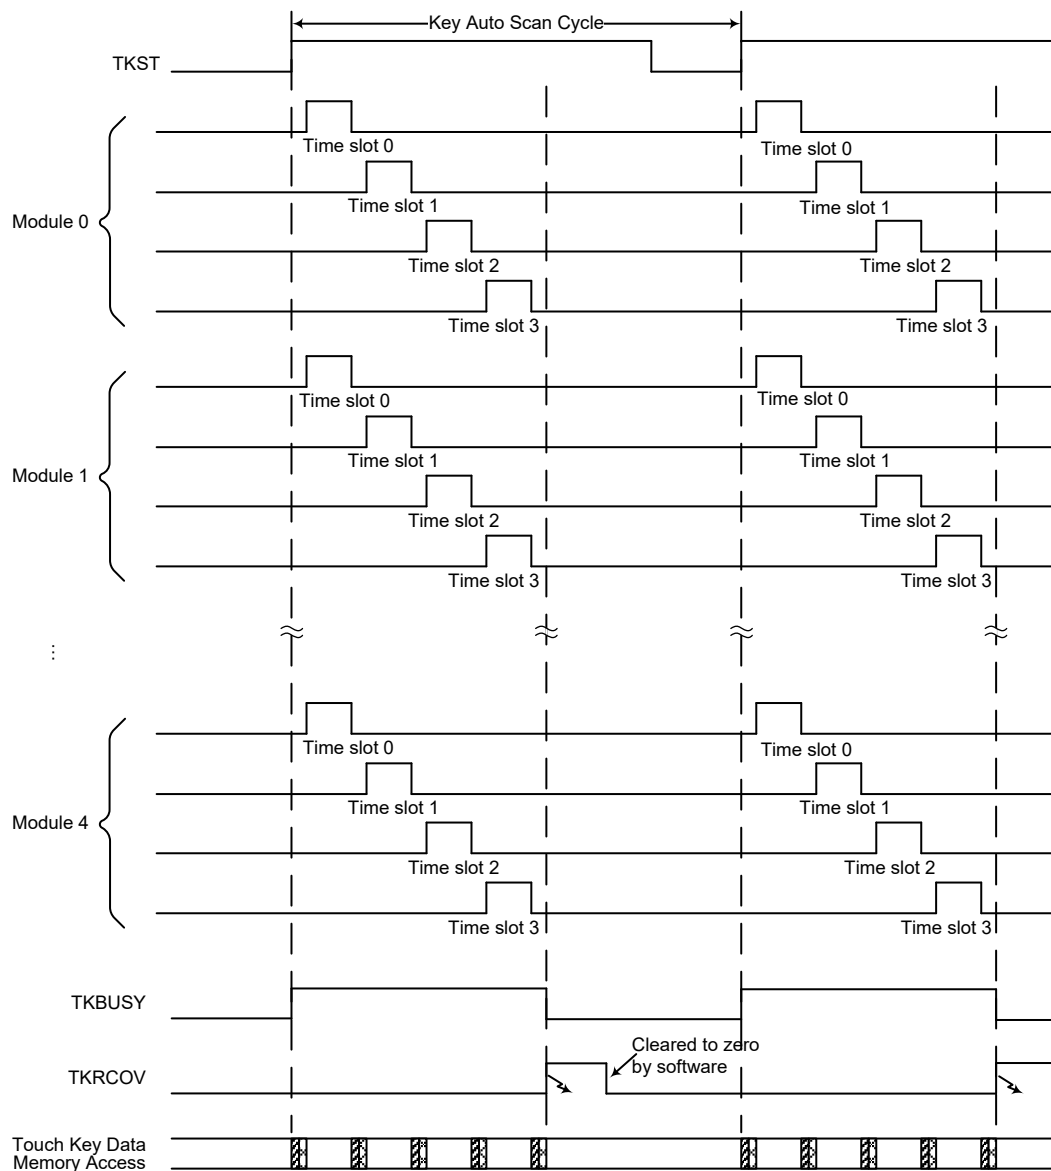 Key Auto Scan Cycle
TKST
Time slot 0
Time slot 0
Time slot 1
Time slot 1
Module 0
Time slot 2
Time slot 2
Time slot 3
Time slot 3
Time slot 0
Time slot 0
Time slot 1
Time slot 1
Module 1
Time slot 2
Time slot 2
Time slot 3
Time slot 3
...
Time slot 0
Time slot 0
Time slot 1
Time slot 1
Module 4
Time slot 2
Time slot 2
Time slot 3
Time slot 3
TKBUSY
Cleared to zero
by software
TKRCOV
Touch Key Data
Memory Access